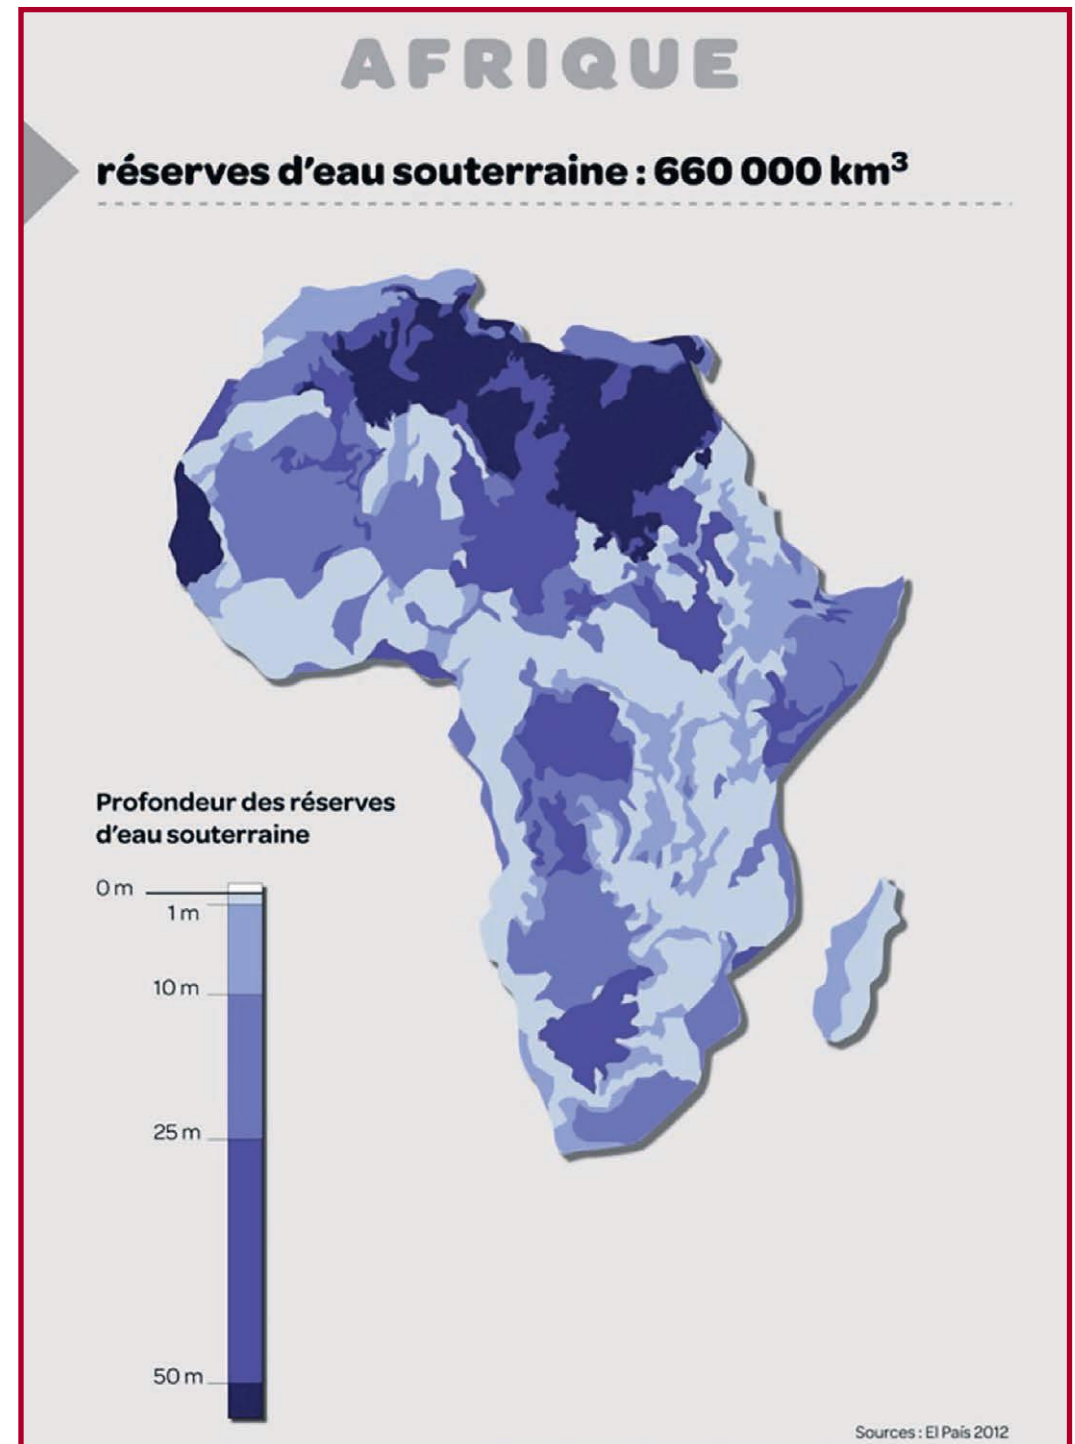 AFRIQUE
réserves d’eau souterraine : 660 000 km³
Profondeur des réserves
d’eau souterraine
0 m
1 m
10 m
25 m
50 m
Sources : El País 2012